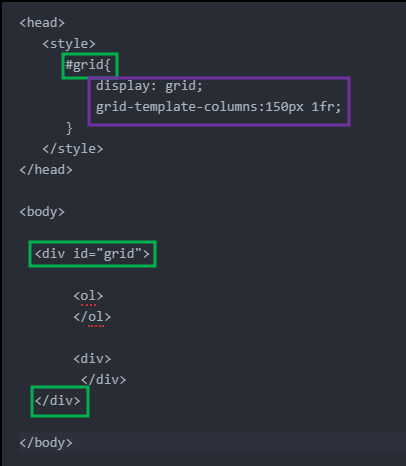 <head>
<style>
#grid{
display: grid;
grid-template-columns:150px 1fr;
}
</style>
</head>
<body>
<div id="grid">
<ol>
</ol>
<div>
</div>
</div>
</body>